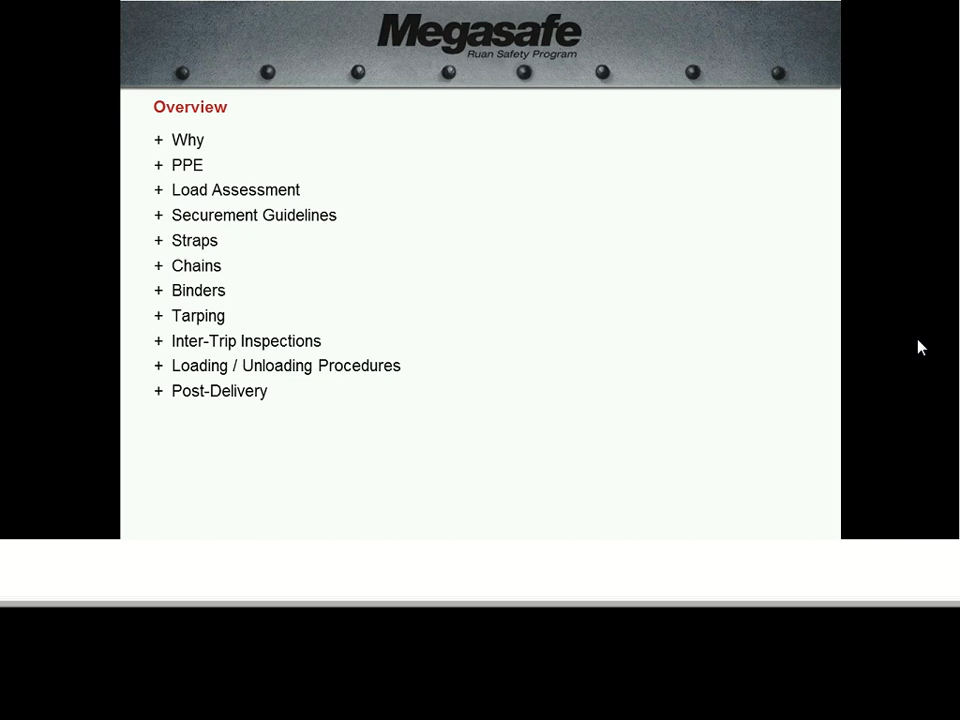 Megasafe
Ruan Safety Program
Overview
+ Why
+ PPE
+ Load Assessment
+ Securement Guidelines
+ Straps
+ Chains
+ Binders
+ Tarping
+ Inter-Trip Inspections
+ Loading / Unloading Procedures
+ Post-Delivery